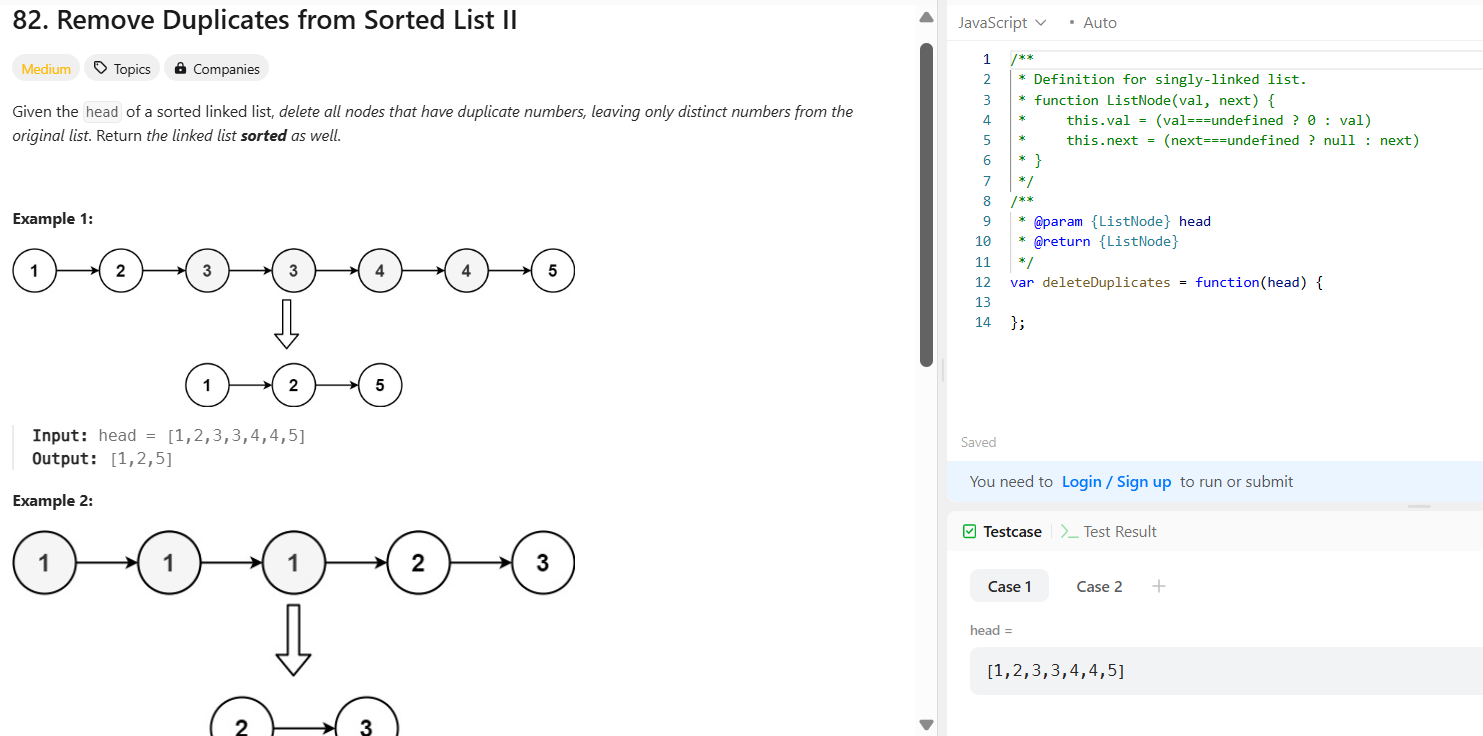 82. Remove Duplicates from Sorted List II
Medium Topics Companies
Given the head of a sorted linked list, delete all nodes that have duplicate numbers, leaving only distinct numbers from the
original list. Return the linked list sorted as well.
Example 1:
1 2 3 3 4 4 5
1 2 5
Input: head = [1,2,3,3,4,4,5]
Output: [1,2,5]
Example 2:
1 1 1 2 3
2 3
JavaScript • Auto
1 /**
2 * Definition for singly-linked list.
3 * function ListNode(val, next) {
4 *     this.val = (val===undefined ? 0 : val)
5 *     this.next = (next===undefined ? null : next)
6 * }
7 */
8 /**
9 * @param {ListNode} head
10 * @return {ListNode}
11 */
12 var deleteDuplicates = function(head) {
13
14 };
Saved
You need to Login / Sign up to run or submit
Testcase >_ Test Result
Case 1 Case 2 +
head =
[1,2,3,3,4,4,5]